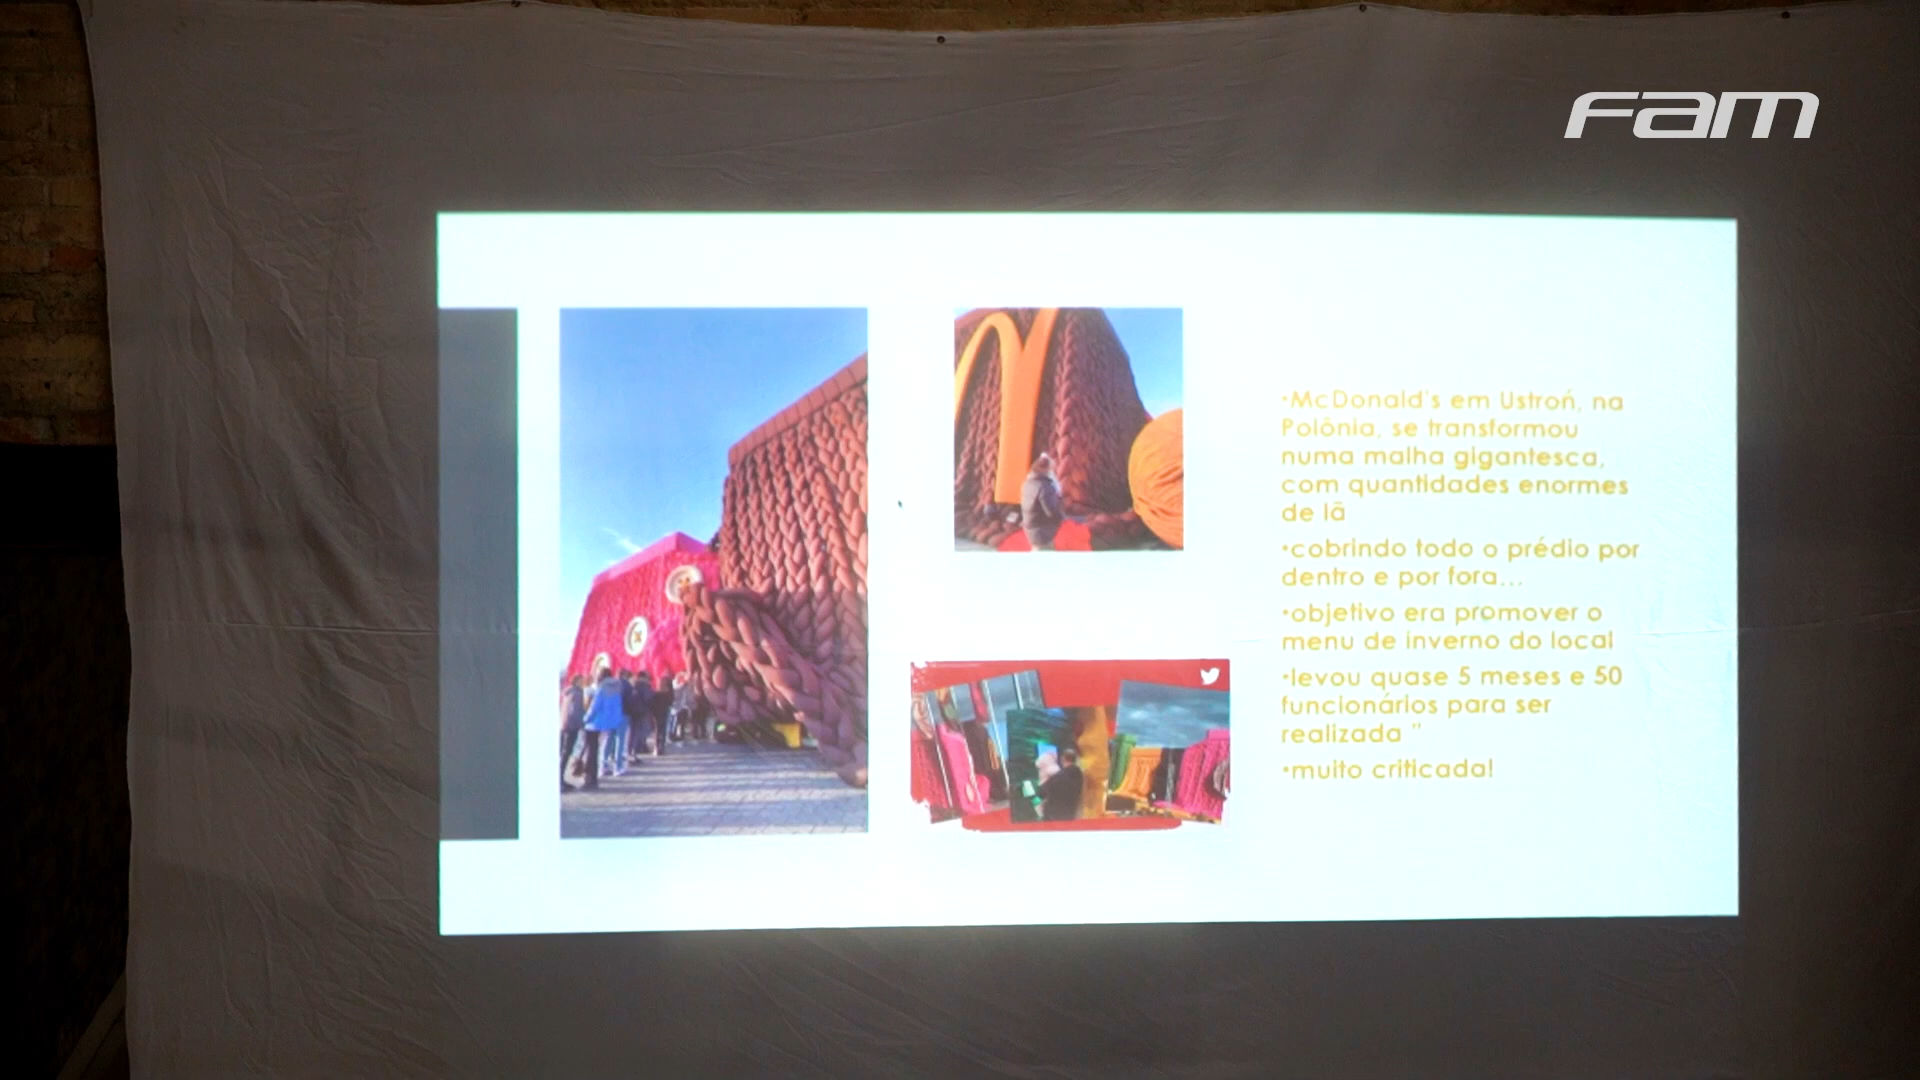 fam
•McDonald's em Ustroń, na
Polônia, se transformou
numa malha gigantesca,
com quantidades enormes
de lã
•cobrindo todo o prédio por
dentro e por fora...
•objetivo era promover o
menu de inverno do local
•levou quase 5 meses e 50
funcionários para ser
realizada "
•muito criticada!